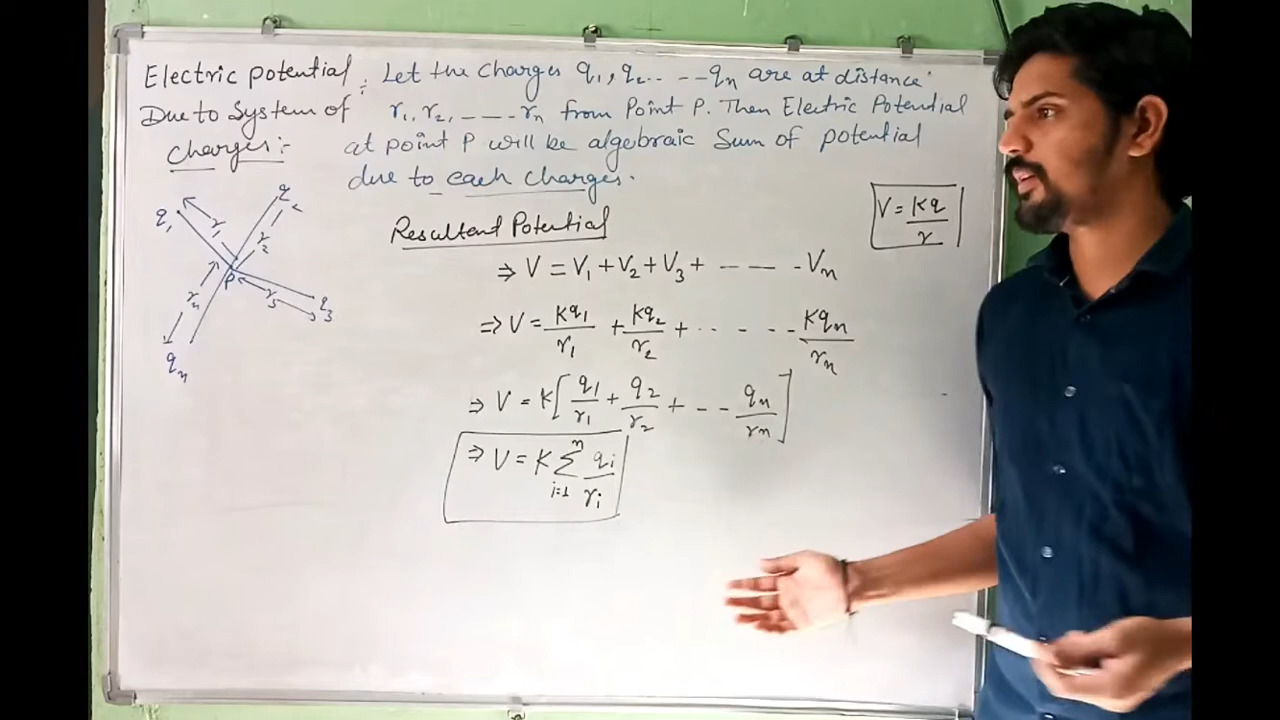 Electric potential : Let the Charges q1, q2.. - -qn are at distance
Due to System of r1, r2, ---- rn from Point P. Then Electric Potential
Charges:- at point P will be algebraic Sum of potential
due to each charges.
q1 r1
q2 r2
P
rn r3 q3
qn
V = Kq/r
Resultent Potential
⇒ V = V1 + V2 + V3 + - - - - Vn
⇒ V = Kq1/r1 + Kq2/r2 + - - - - - Kqn/rn
⇒ V = K[q1/r1 + q2/r2 + - - qn/rn]
⇒ V = K Σ i=1 n qi/ri